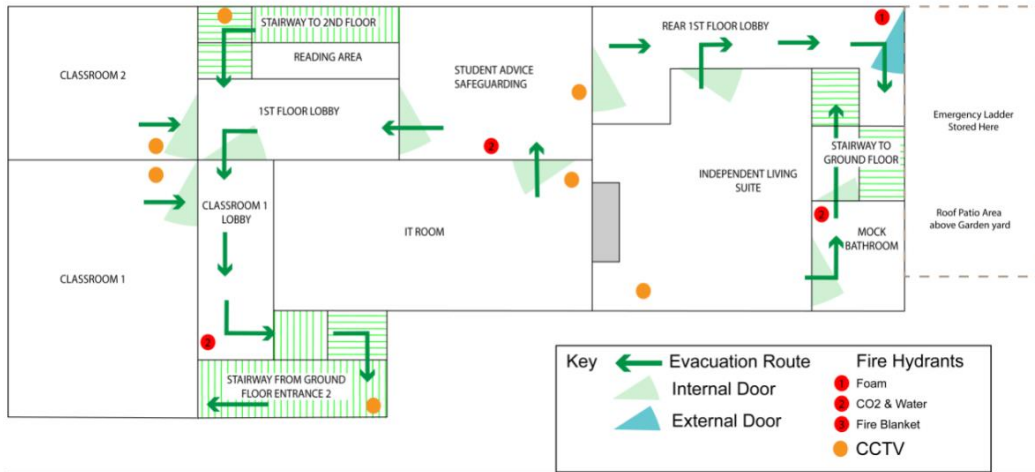 STAIRWAY TO 2ND FLOOR
READING AREA
CLASSROOM 2
1ST FLOOR LOBBY
STUDENT ADVICE
SAFEGUARDING
2
REAR 1ST FLOOR LOBBY
1
Emergency Ladder
Stored Here
STAIRWAY TO
GROUND FLOOR
INDEPENDENT LIVING
SUITE
2
MOCK
BATHROOM
Roof Patio Area
above Garden yard
CLASSROOM 1
LOBBY
IT ROOM
CLASSROOM 1
2
STAIRWAY FROM GROUND
FLOOR ENTRANCE 2
Key
Evacuation Route
Internal Door
External Door
Fire Hydrants
1 Foam
2 CO2 & Water
3 Fire Blanket
CCTV